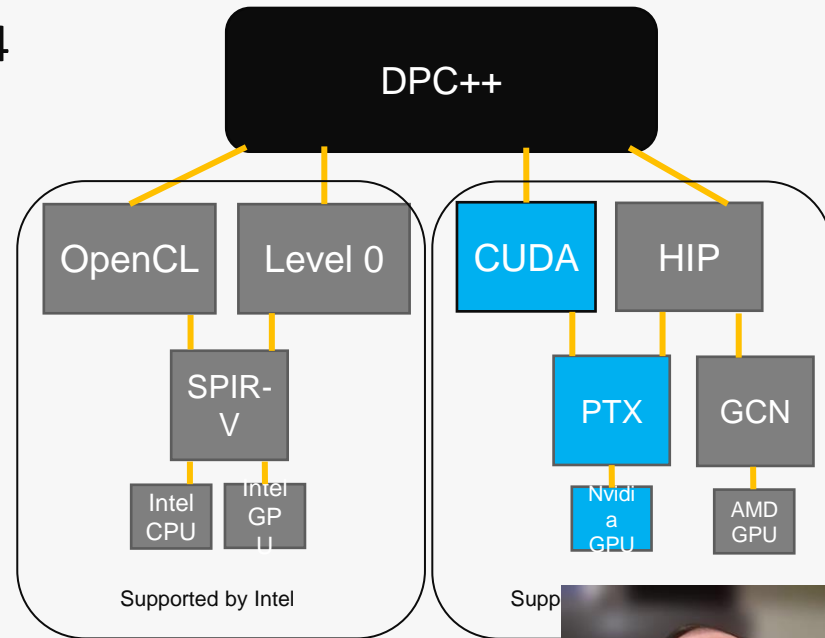 4
DPC++
OpenCL
Level 0
CUDA
HIP
SPIR-
V
PTX
GCN
Intel
CPU
Intel
GP
U
Nvidi
a
GPU
AMD
GPU
Supported by Intel
Supp